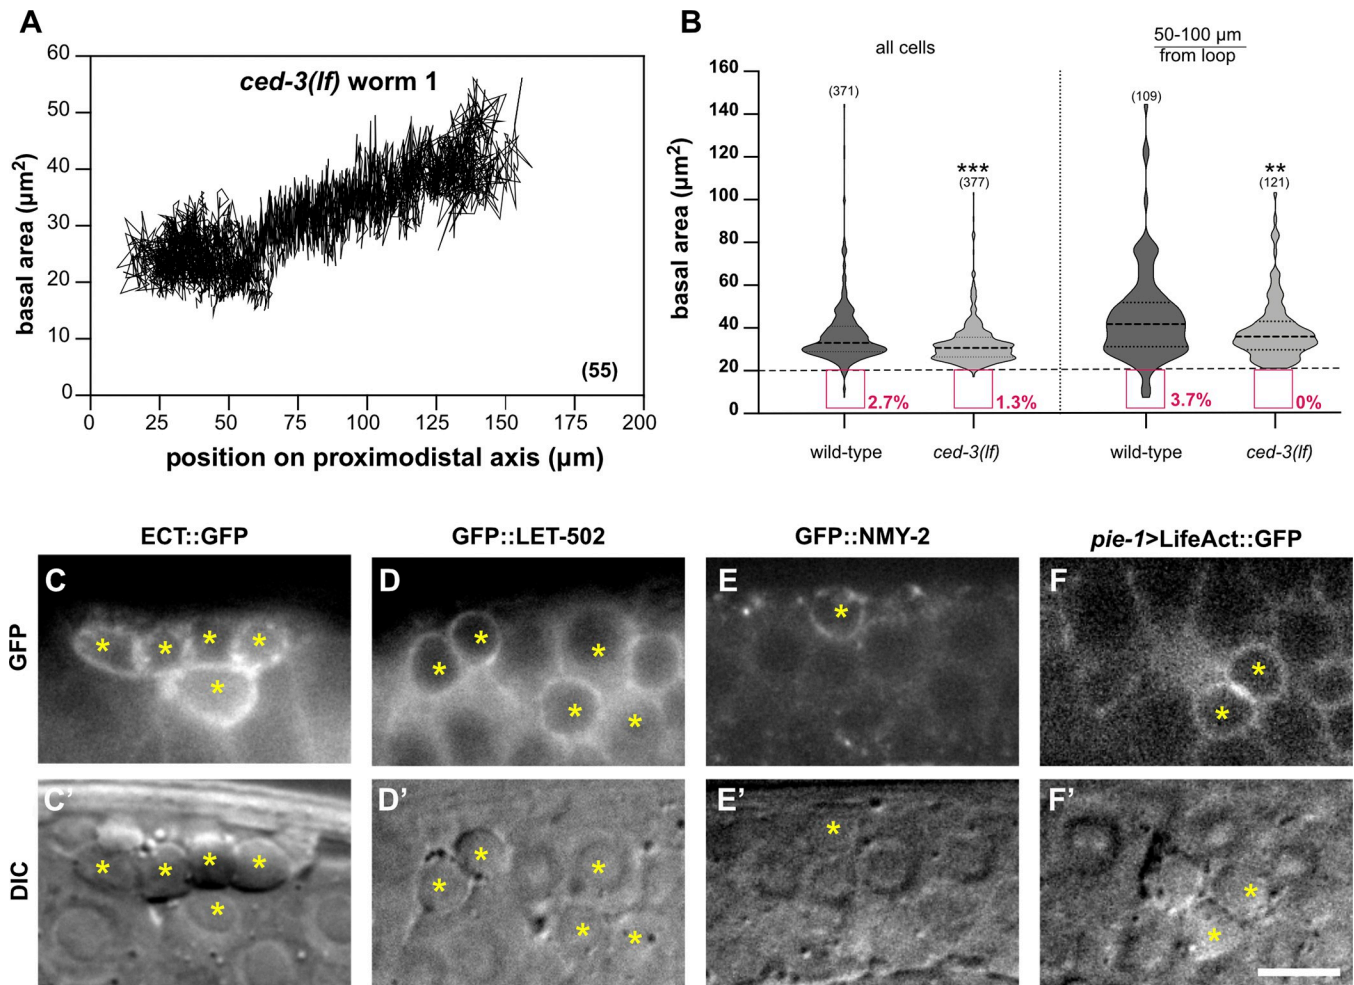 A
60
50
40
30
20
10
0
basal area (µm²)
ced-3(lf) worm 1
(55)
0
25
50
75
100
125
150
175
200
position on proximodistal axis (µm)
B
all cells
50-100 µm
from loop
160
140
120
100
80
60
40
20
0
basal area (µm²)
(371)
***
(377)
(109)
**
(121)
2.7%
1.3%
3.7%
0%
wild-type
ced-3(lf)
wild-type
ced-3(lf)
ECT::GFP
GFP::LET-502
GFP::NMY-2
pie-1>LifeAct::GFP
GFP
C
*
*
*
*
*
D
*
*
*
*
*
E
*
F
*
*
DIC
C’
*
*
*
*
*
D’
*
*
*
*
*
E’
*
F’
*
*